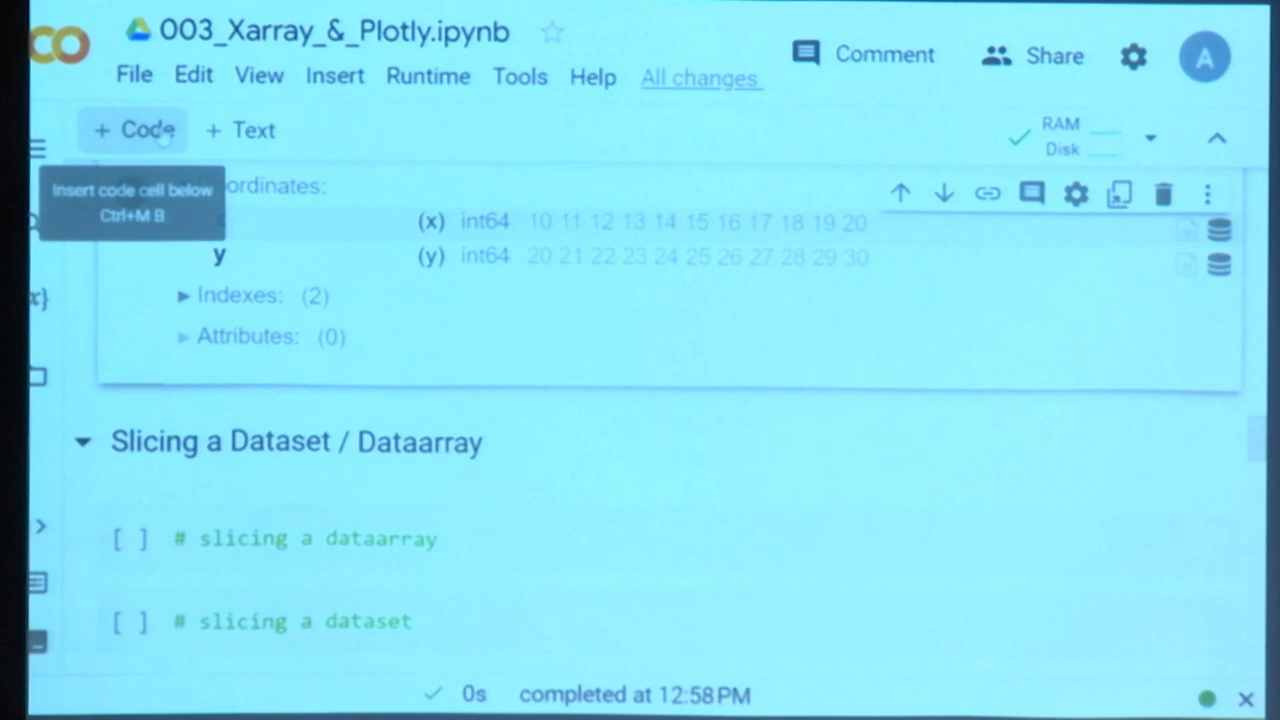 003_Xarray_&_Plotly.ipynb
Comment
Share
A
File Edit View Insert Runtime Tools Help All changes
+ Code + Text
RAM
Disk
Insert code cell below
Ctrl+M B
ordinates:
(x) int64 10 11 12 13 14 15 16 17 18 19 20
y (y) int64 20 21 22 23 24 25 26 27 28 29 30
Indexes: (2)
Attributes: (0)
Slicing a Dataset / Dataarray
[ ] # slicing a dataarray
[ ] # slicing a dataset
0s completed at 12:58 PM